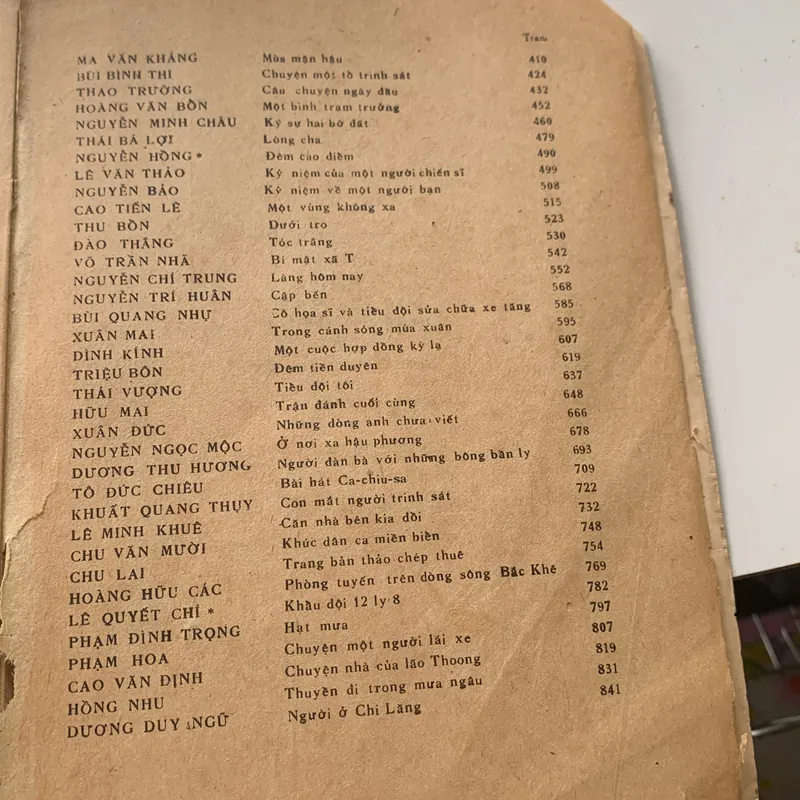 Trang
MA VĂN KHÁNG Mùa mận hậu 410
BÙI BÌNH THI Chuyện một tổ trinh sát 424
THAO TRƯỜNG Câu chuyện ngày đầu 432
HOÀNG VĂN BỔN Một binh trạm trưởng 452
NGUYỄN MINH CHÂU Ký sự hai bờ đất 460
THÁI BÁ LỢI Lòng cha 479
NGUYÊN HỒNG * Đêm cao điểm 490
LÊ VĂN THẢO Kỷ niệm của một người chiến sĩ 499
NGUYỄN BẢO Kỷ niệm về một người bạn 508
CAO TIẾN LÊ Một vùng không xa 515
THU BỒN Dưới tro 523
ĐÀO THẮNG Tóc trắng 530
VÕ TRẦN NHÃ Bí mật xã T 542
NGUYỄN CHÍ TRUNG Làng hôm nay 552
NGUYỄN TRÍ HUÂN Cập bến 568
BÙI QUANG NHỰ Cô họa sĩ và tiểu đội sửa chữa xe tăng 585
XUÂN MAI Trong cánh sóng mùa xuân 595
ĐÌNH KÍNH Một cuộc hợp đồng kỳ lạ 607
TRIỆU BÔN Đêm tiền duyên 619
THÁI VƯỢNG Tiểu đội tôi 637
HỮU MAI Trận đánh cuối cùng 648
XUÂN ĐỨC Những dòng anh chưa viết 666
NGUYỄN NGỌC MỘC Ở nơi xa hậu phương 678
DƯƠNG THU HƯƠNG Người đàn bà với những bông bần ly 693
TÔ ĐỨC CHIÊU Bài hát Ca-chiu-sa 709
KHUẤT QUANG THỤY Con mắt người trinh sát 722
LÊ MINH KHUÊ Căn nhà bên kia đồi 732
CHU VĂN MƯỜI Khúc dân ca miền biển 748
CHU LAI Trang bản thảo chép thuê 754
HOÀNG HỮU CÁC Phòng tuyến trên dòng sông Bắc Khê 769
LÊ QUYẾT CHÍ * Khẩu đội 12 ly 8 782
PHẠM ĐÌNH TRỌNG Hạt mưa 797
PHẠM HOA Chuyện một người lái xe 807
CAO VĂN ĐỊNH Chuyện nhà của lão Thoong 819
HỒNG NHU Thuyền đi trong mưa ngâu 831
DƯƠNG DUY NGỮ Người ở Chi Lăng 841